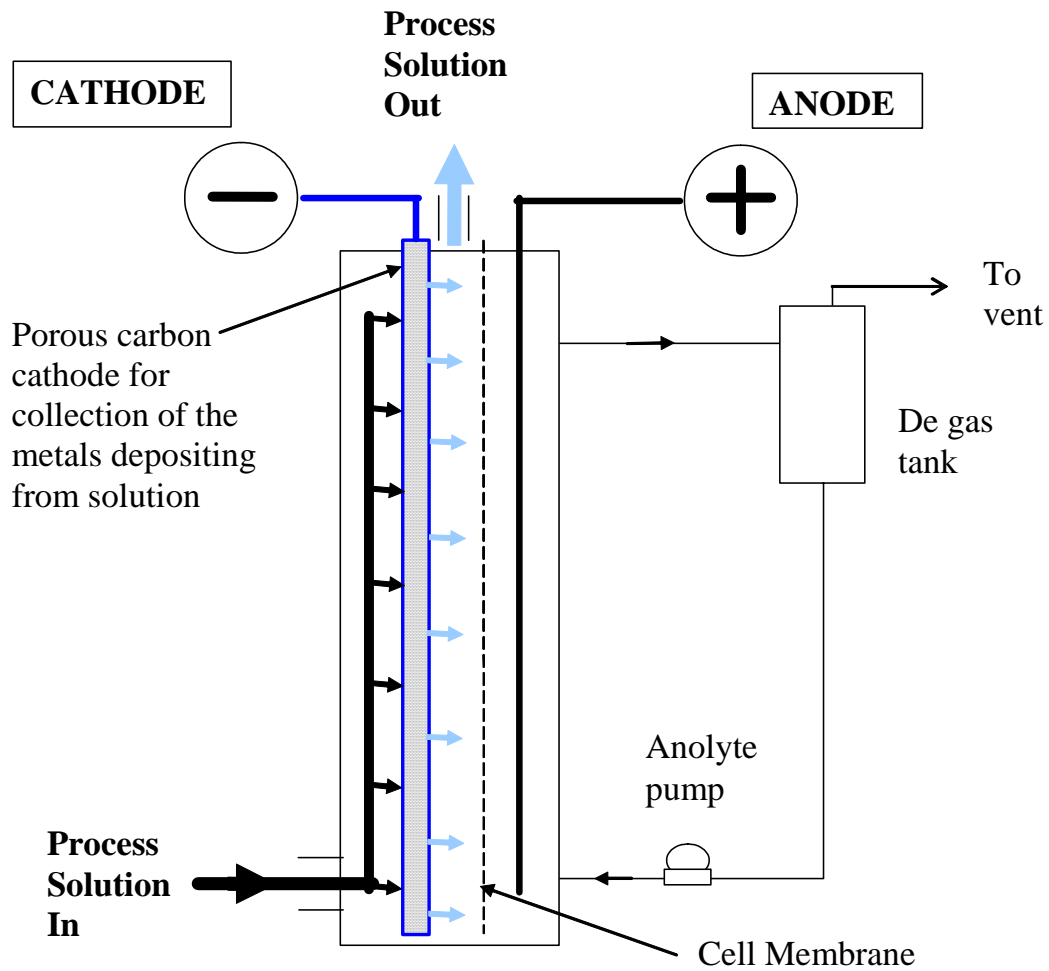 Process
Solution
Out
CATHODE
ANODE
To
vent
Porous carbon
cathode for
collection of the
metals depositing
from solution
De gas
tank
Anolyte
pump
Process
Solution
In
Cell Membrane